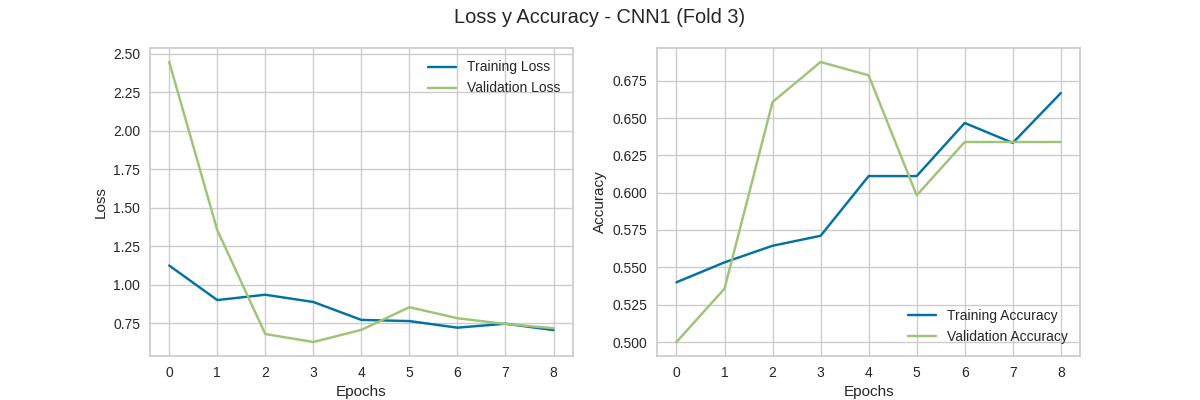 Loss y Accuracy - CNN1 (Fold 3)
2.50
2.25
2.00
1.75
1.50
1.25
1.00
0.75
Loss
Training Loss
Validation Loss
0 1 2 3 4 5 6 7 8
Epochs
0.675
0.650
0.625
0.600
0.575
0.550
0.525
0.500
Accuracy
Training Accuracy
Validation Accuracy
0 1 2 3 4 5 6 7 8
Epochs